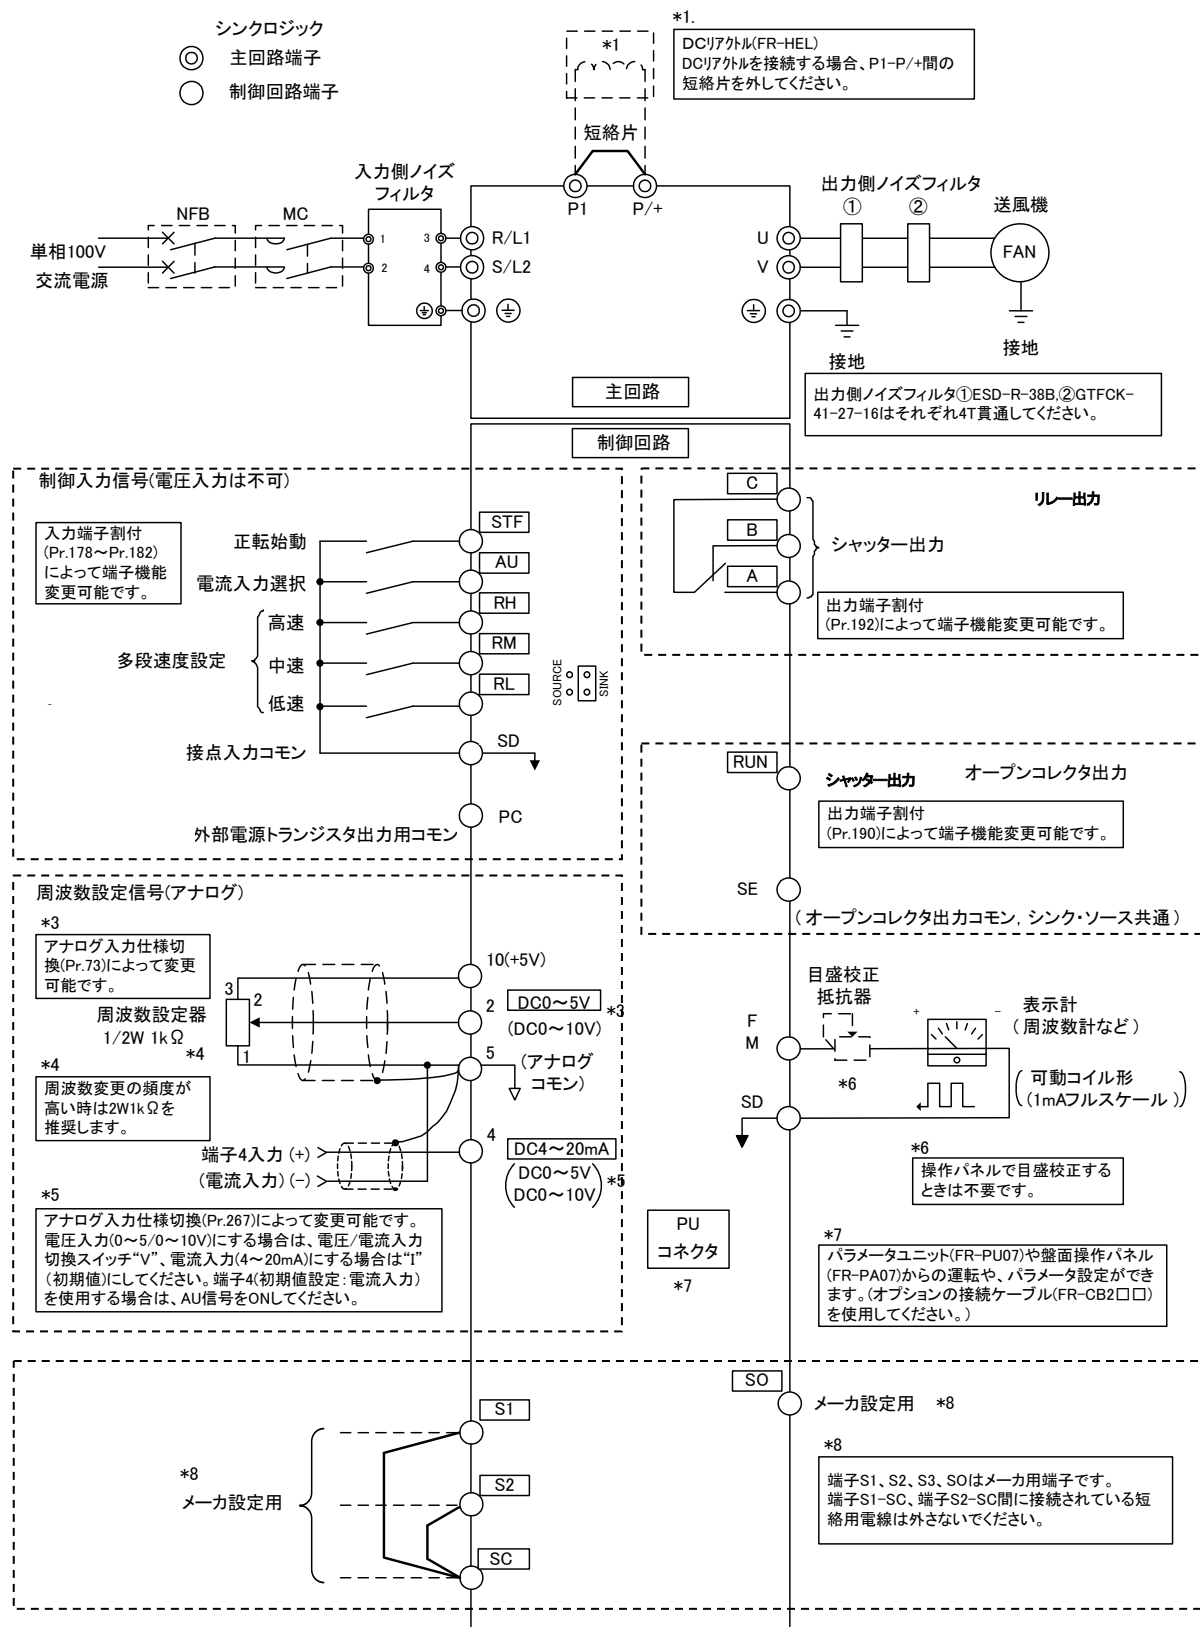 シンクロジック
主回路端子
制御回路端子
*1.
DCリアクトル(FR-HEL)
DCリアクトルを接続する場合、P1-P/+間の
短絡片を外してください。
*1
短絡片
P1
P/+
入力側ノイズ
フィルタ
NFB
MC
単相100V
交流電源
1
2
3
4
R/L1
S/L2
U
V
出力側ノイズフィルタ
①
②
送風機
FAN
接地
接地
主回路
出力側ノイズフィルタ①ESD-R-38B,②GTFCK-
41-27-16はそれぞれ4T貫通してください。
制御回路
制御入力信号(電圧入力は不可)
入力端子割付
(Pr.178～Pr.182)
によって端子機能
変更可能です。
正転始動
STF
電流入力選択
AU
多段速度設定
高速
RH
中速
RM
低速
RL
SOURCE
SINK
接点入力コモン
SD
外部電源トランジスタ出力用コモン
PC
C
B
A
リレー出力
シャッター出力
出力端子割付
(Pr.192)によって端子機能変更可能です。
RUN
シャッター出力
オープンコレクタ出力
出力端子割付
(Pr.190)によって端子機能変更可能です。
SE
(オープンコレクタ出力コモン, シンク・ソース共通)
周波数設定信号(アナログ)
*3
アナログ入力仕様切
換(Pr.73)によって変更
可能です。
周波数設定器
1/2W 1kΩ
*4
3
2
1
*4
周波数変更の頻度が
高い時は2W1kΩを
推奨します。
10(+5V)
2
DC0～5V
*3
(DC0～10V)
5
(アナログ
コモン)
端子4入力 (+)
(電流入力) (-)
4
DC4～20mA
DC0～5V
DC0～10V
*5
*5
アナログ入力仕様切換(Pr.267)によって変更可能です。
電圧入力(0～5/0～10V)にする場合は、電圧/電流入力
切換スイッチ“V”、電流入力(4～20mA)にする場合は“I”
(初期値)にしてください。端子4(初期値設定:電流入力)
を使用する場合は、AU信号をONしてください。
目盛校正
抵抗器
F
M
*6
+
-
表示計
(周波数計など)
可動コイル形
(1mAフルスケール)
SD
*6
操作パネルで目盛校正する
ときは不要です。
PU
コネクタ
*7
*7
パラメータユニット(FR-PU07)や盤面操作パネル
(FR-PA07)からの運転や、パラメータ設定ができ
ます。(オプションの接続ケーブル(FR-CB2□□)
を使用してください。)
*8
メーカ設定用
S1
S2
SC
SO
メーカ設定用 *8
*8
端子S1、S2、S3、SOはメーカ用端子です。
端子S1-SC、端子S2-SC間に接続されている短
絡用電線は外さないでください。